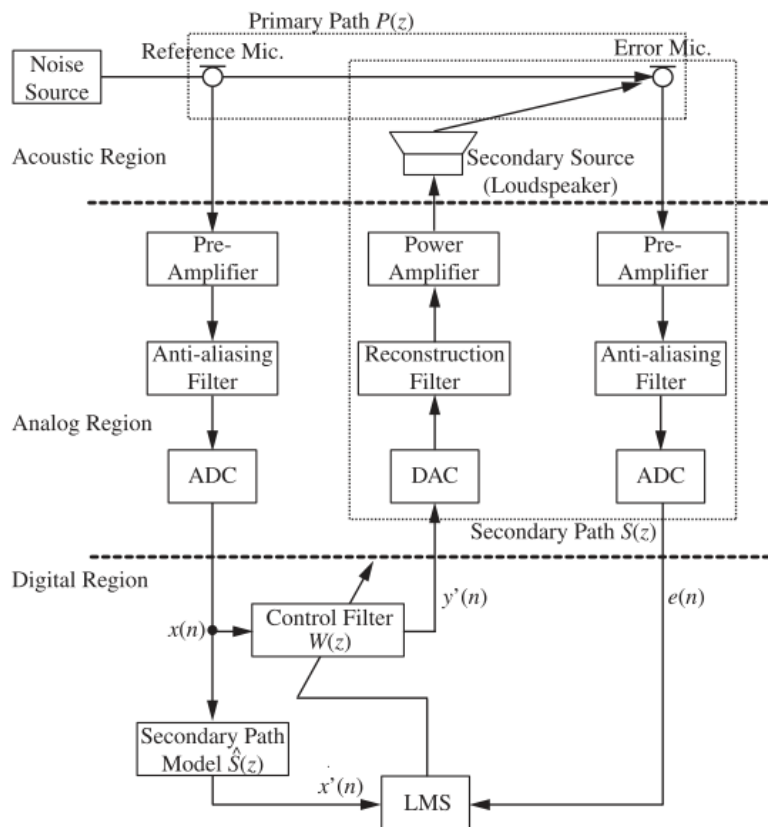 Primary Path P(z)
Reference Mic.
Error Mic.
Noise
Source
Acoustic Region
Secondary Source
(Loudspeaker)
Pre-
Amplifier
Power
Amplifier
Pre-
Amplifier
Anti-aliasing
Filter
Reconstruction
Filter
Anti-aliasing
Filter
Analog Region
ADC
DAC
ADC
Secondary Path S(z)
Digital Region
x(n)
Control Filter
W(z)
y'(n)
e(n)
Secondary Path
Model Ŝ(z)
x'(n)
LMS